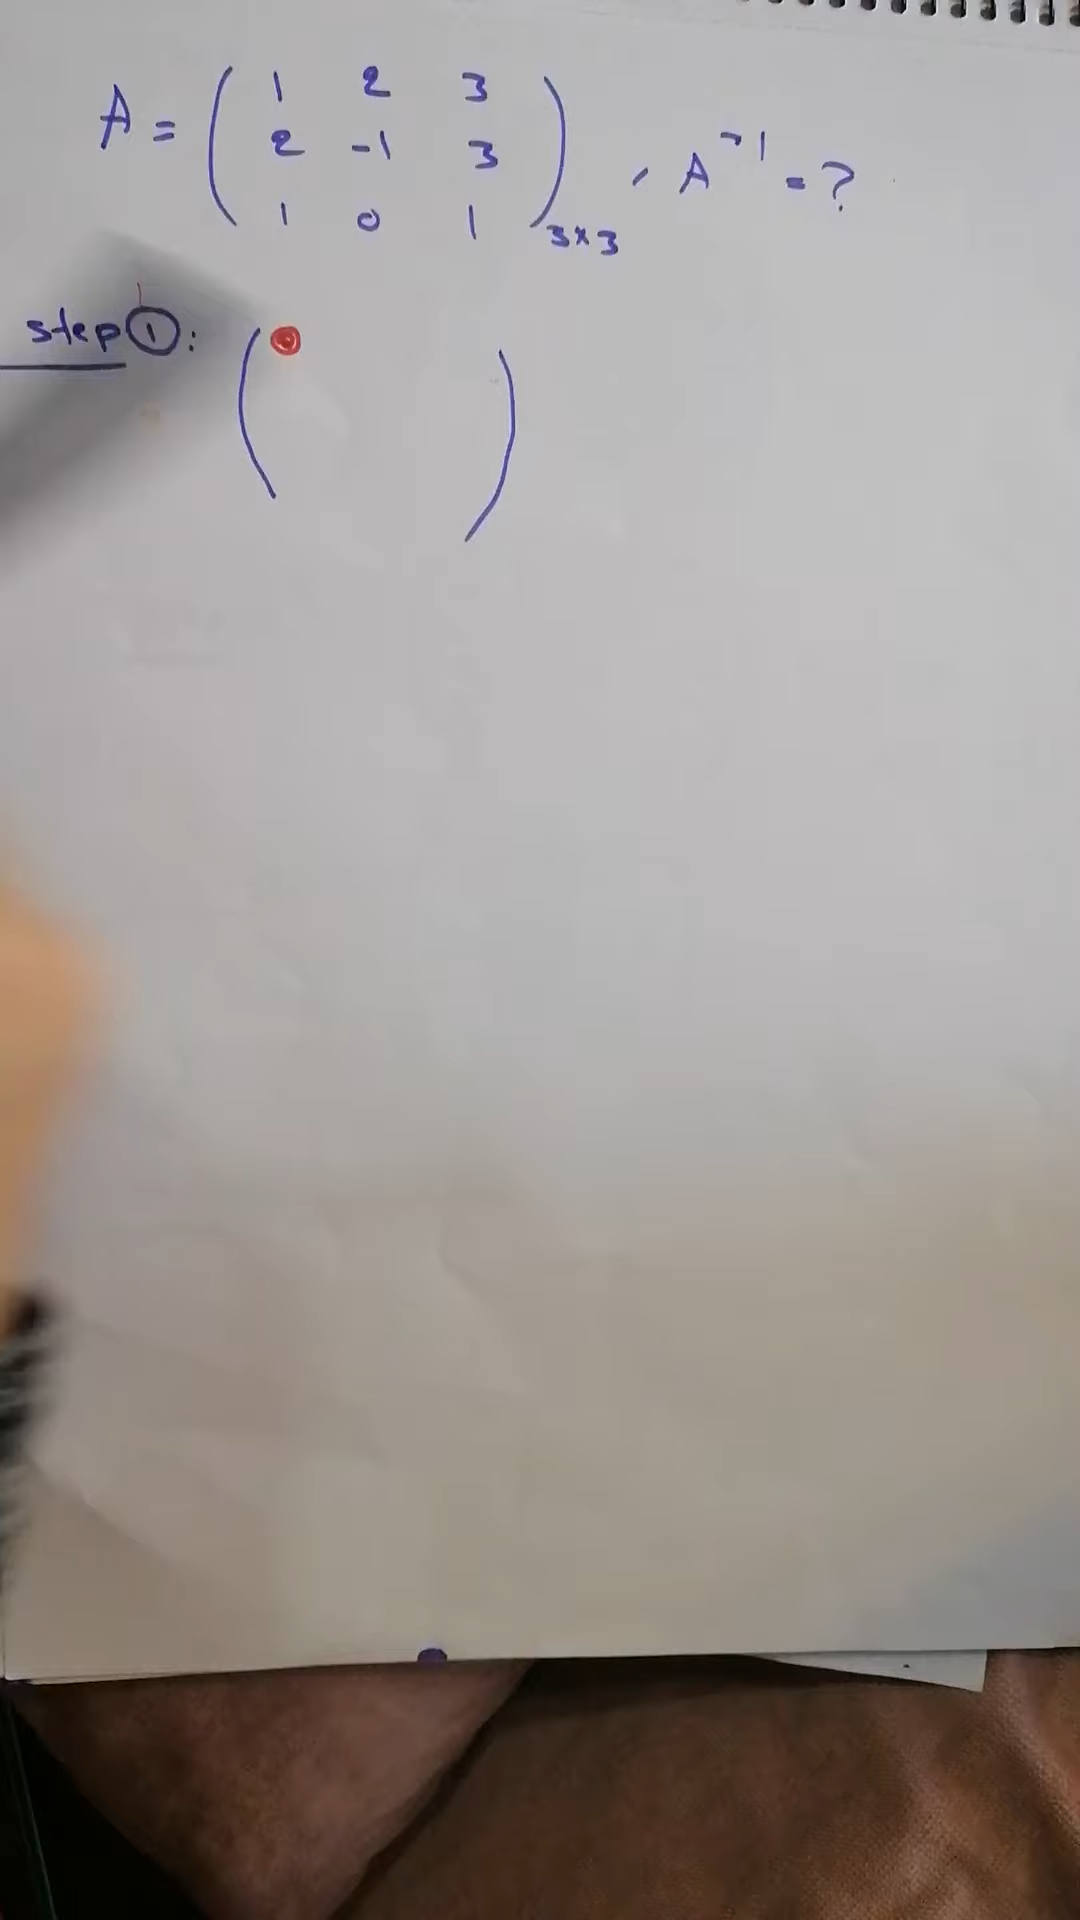 A = ( 1 2 3
2 -1 3
1 0 1 )3×3 , A⁻¹ = ?
step ①: ( )